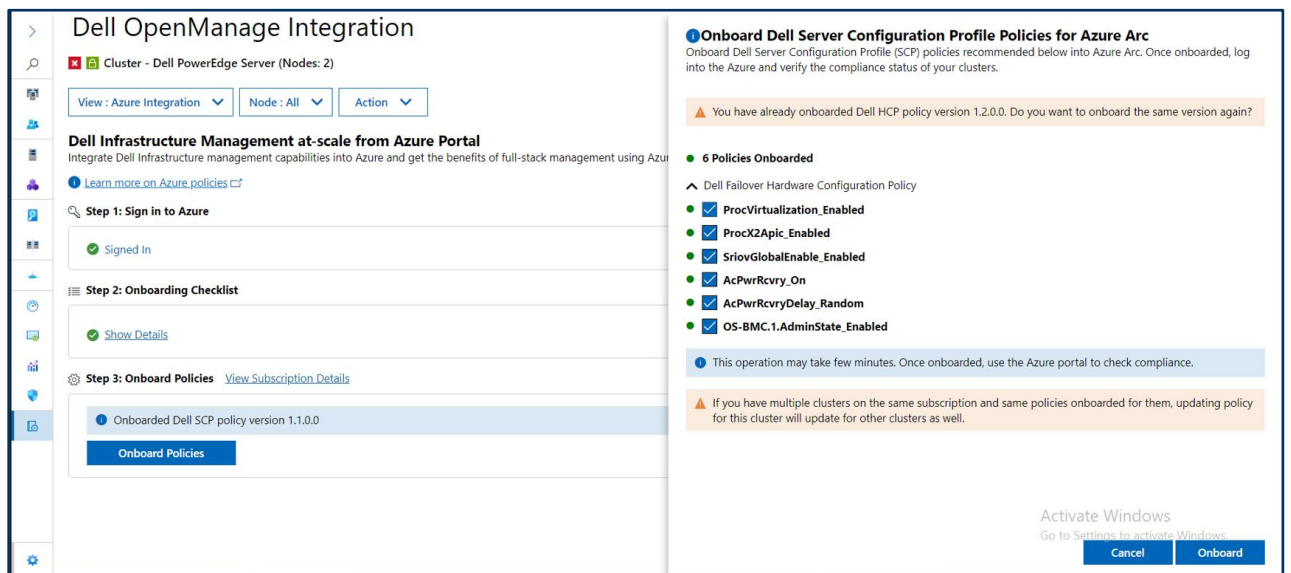 Dell OpenManage Integration
Cluster - Dell PowerEdge Server (Nodes: 2)
View : Azure Integration
Node : All
Action
Dell Infrastructure Management at-scale from Azure Portal
Integrate Dell Infrastructure management capabilities into Azure and get the benefits of full-stack management using Azur
Learn more on Azure policies
Step 1: Sign in to Azure
Signed In
Step 2: Onboarding Checklist
Show Details
Step 3: Onboard Policies View Subscription Details
Onboarded Dell SCP policy version 1.1.0.0
Onboard Policies
Onboard Dell Server Configuration Profile Policies for Azure Arc
Onboard Dell Server Configuration Profile (SCP) policies recommended below into Azure Arc. Once onboarded, log
into the Azure and verify the compliance status of your clusters.
You have already onboarded Dell HCP policy version 1.2.0.0. Do you want to onboard the same version again?
6 Policies Onboarded
Dell Failover Hardware Configuration Policy
ProcVirtualization_Enabled
ProcX2Apic_Enabled
SriovGlobalEnable_Enabled
AcPwrRcvry_On
AcPwrRcvryDelay_Random
OS-BMC.1.AdminState_Enabled
This operation may take few minutes. Once onboarded, use the Azure portal to check compliance.
If you have multiple clusters on the same subscription and same policies onboarded for them, updating policy
for this cluster will update for other clusters as well.
Activate Windows
Go to Settings to activate Windows.
Cancel
Onboard